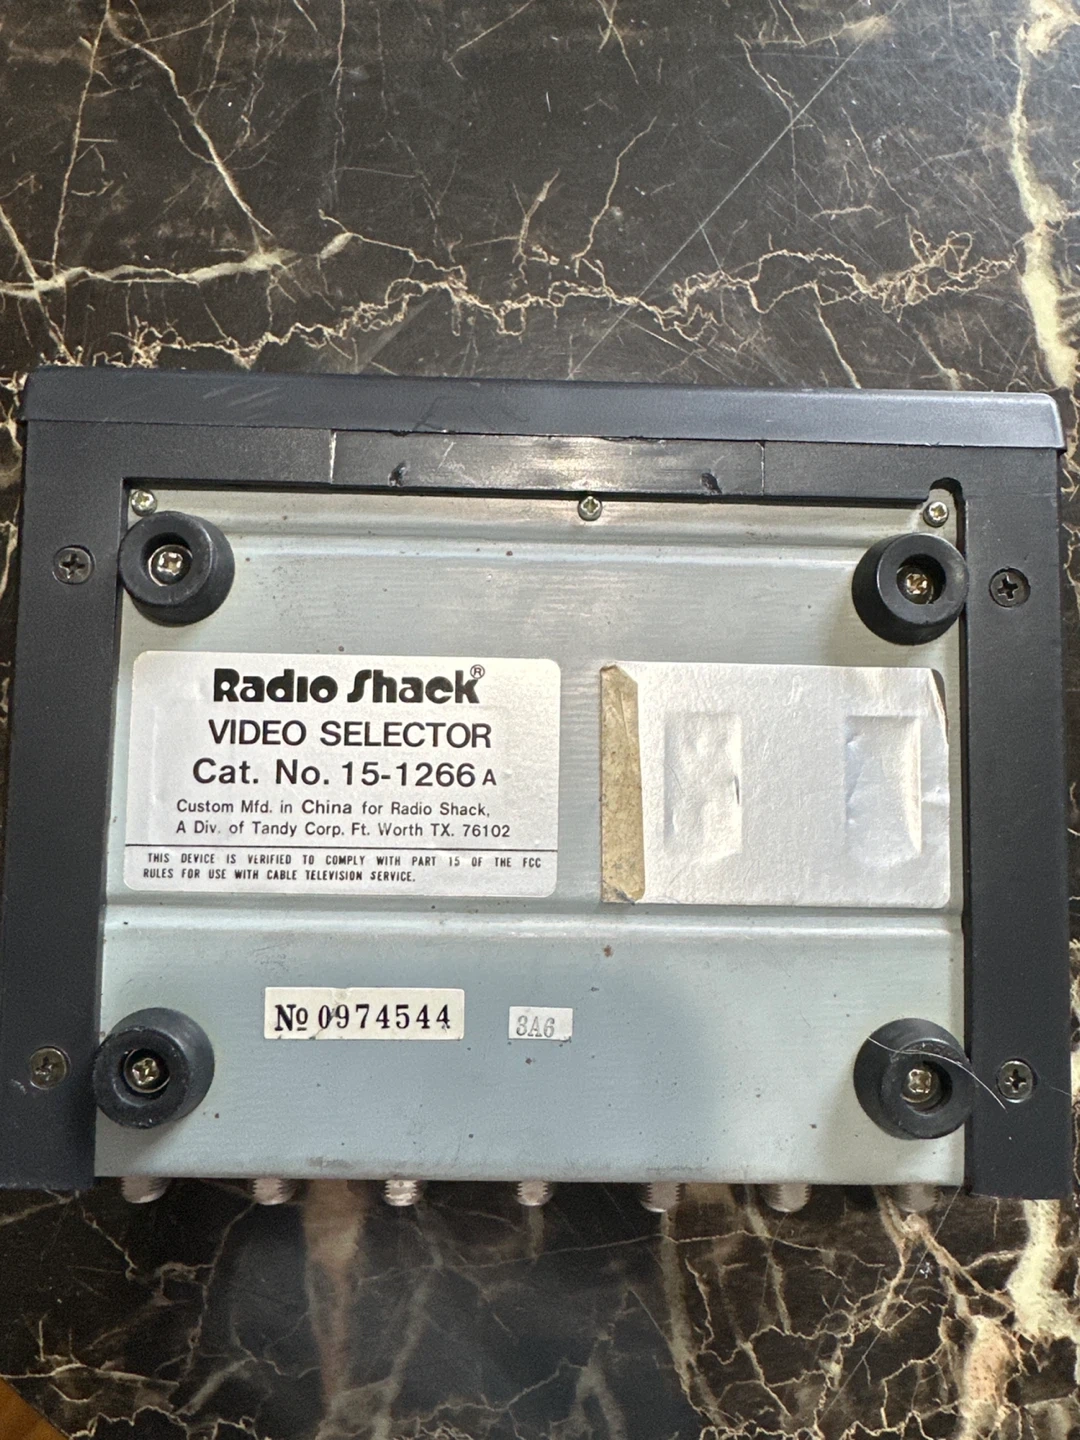 Radio Shack®
VIDEO SELECTOR
Cat. No. 15-1266 A
Custom Mfd. in China for Radio Shack,
A Div. of Tandy Corp. Ft. Worth TX. 76102
THIS DEVICE IS VERIFIED TO COMPLY WITH PART 15 OF THE FCC
RULES FOR USE WITH CABLE TELEVISION SERVICE.
№ 0974544
3A6